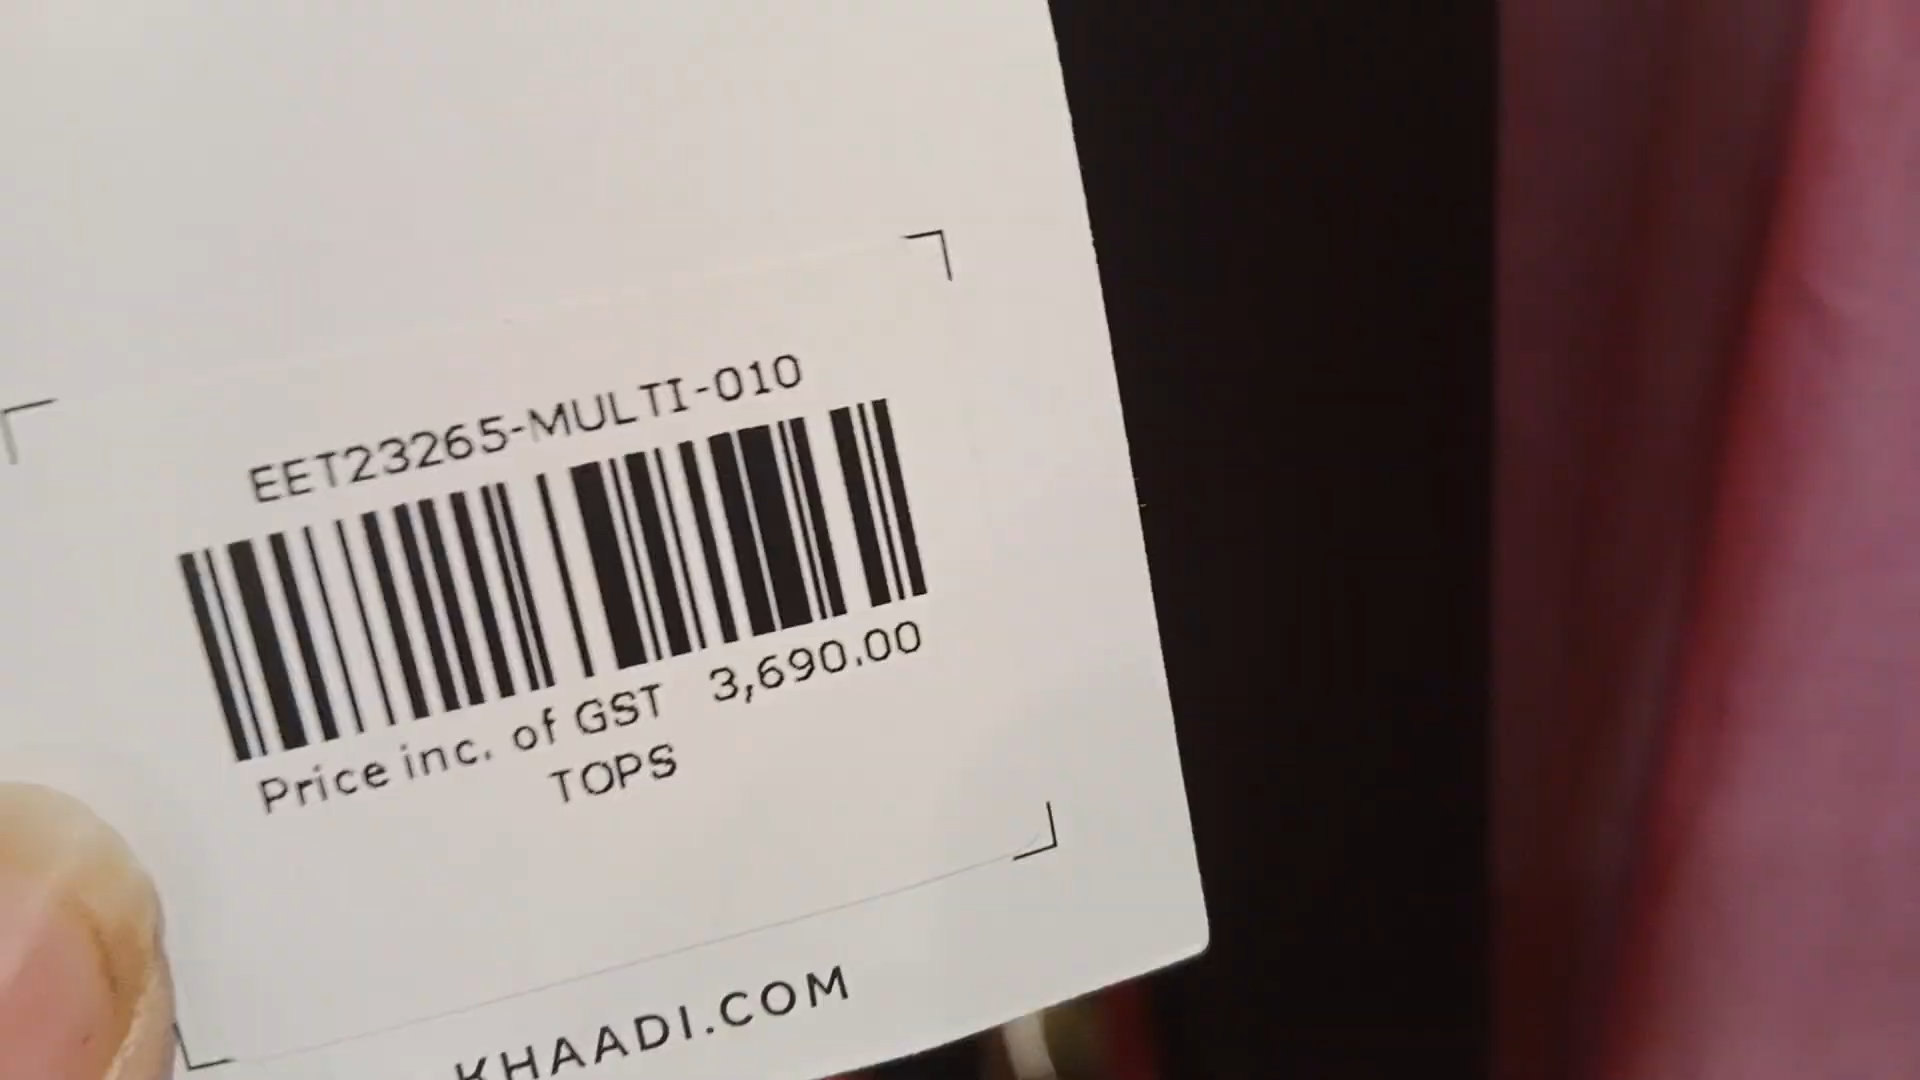 EET23265-MULTI-010
Price inc. of GST 3,690.00
TOPS
KHAADI.COM